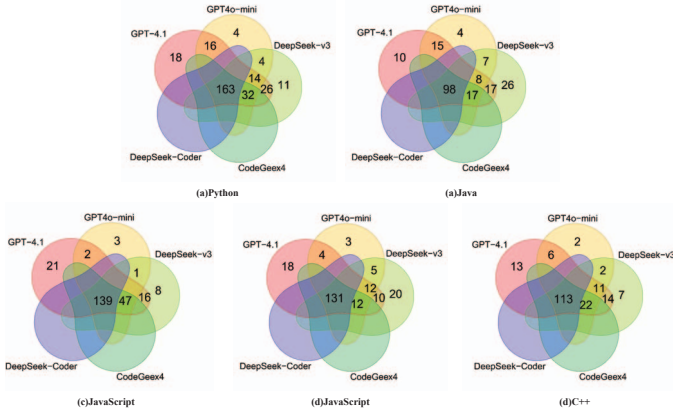 GPT4o-mini
GPT-4.1
DeepSeek-v3
4
16
18
4
14
11
163
26
32
DeepSeek-Coder
CodeGeex4
(a)Python
GPT4o-mini
GPT-4.1
DeepSeek-v3
4
15
10
7
8
26
98
17
17
DeepSeek-Coder
CodeGeex4
(a)Java
GPT4o-mini
GPT-4.1
DeepSeek-v3
3
2
21
1
8
139
47
16
DeepSeek-Coder
CodeGeex4
(c)JavaScript
GPT4o-mini
GPT-4.1
DeepSeek-v3
3
4
18
5
12
20
131
10
12
DeepSeek-Coder
CodeGeex4
(d)JavaScript
GPT4o-mini
GPT-4.1
DeepSeek-v3
2
6
13
2
11
7
113
14
22
DeepSeek-Coder
CodeGeex4
(d)C++